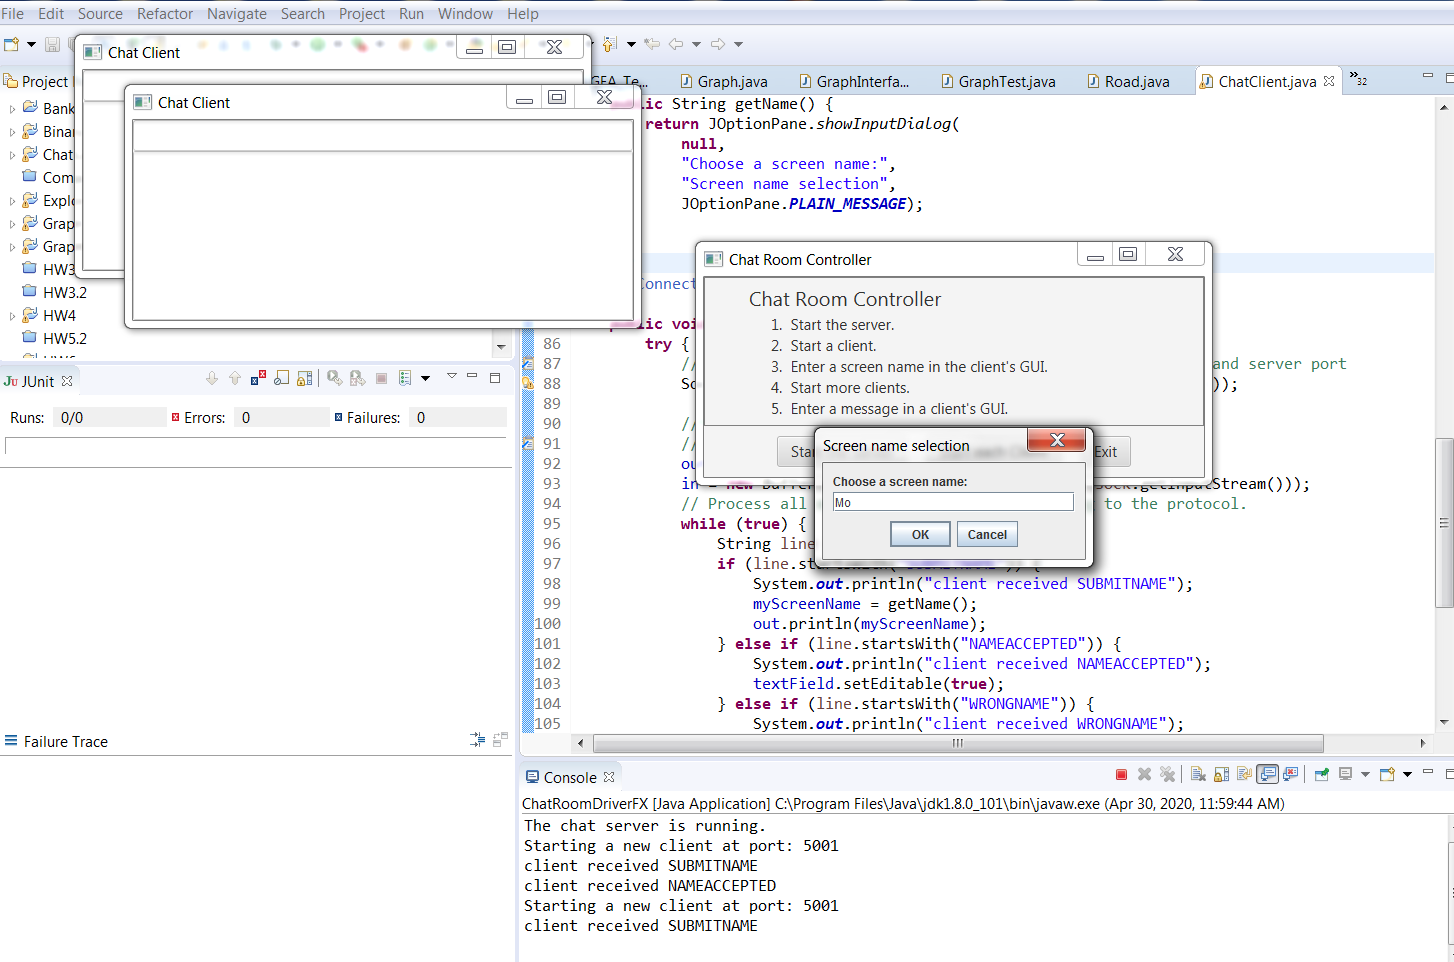 File Edit Source Refactor Navigate Search Project Run Window Help
Chat Client
Chat Client
Project
Bank
Binar
Chat
Com
Explo
Grap
Grap
HW3
HW3.2
HW4
HW5.2
Graph.java
GraphInterfa...
GraphTest.java
Road.java
ChatClient.java
32
public String getName() {
return JOptionPane.showInputDialog(
null,
"Choose a screen name:",
"Screen name selection",
JOptionPane.PLAIN_MESSAGE);
Chat Room Controller
Chat Room Controller
1. Start the server.
2. Start a client.
3. Enter a screen name in the client's GUI.
4. Start more clients.
5. Enter a message in a client's GUI.
Exit
Screen name selection
Choose a screen name:
Mo
OK Cancel
86 try {
87 // and server port
88 So ));
89
90 //
91 //
92 ou
93 in = new Buffe Sock.getInputStream()));
94 // Process all to the protocol.
95 while (true) {
96 String line
97 if (line.startsWith("SUBMITNAME")) {
98 System.out.println("client received SUBMITNAME");
99 myScreenName = getName();
100 out.println(myScreenName);
101 } else if (line.startsWith("NAMEACCEPTED")) {
102 System.out.println("client received NAMEACCEPTED");
103 textField.setEditable(true);
104 } else if (line.startsWith("WRONGNAME")) {
105 System.out.println("client received WRONGNAME");
JUnit
Runs: 0/0 Errors: 0 Failures: 0
Failure Trace
Console
ChatRoomDriverFX [Java Application] C:\Program Files\Java\jdk1.8.0_101\bin\javaw.exe (Apr 30, 2020, 11:59:44 AM)
The chat server is running.
Starting a new client at port: 5001
client received SUBMITNAME
client received NAMEACCEPTED
Starting a new client at port: 5001
client received SUBMITNAME